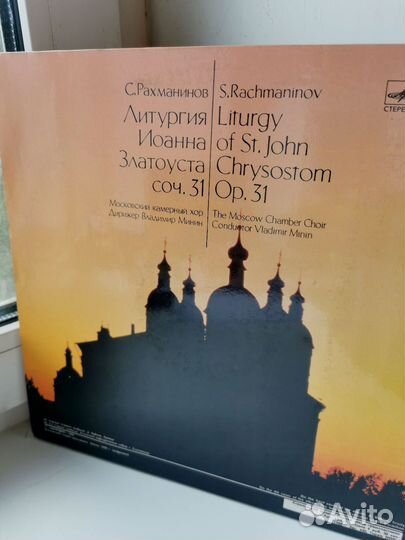 СТЕРЕО
С.Рахманинов
Литургия
Иоанна
Златоуста
соч. 31
Московский камерный хор
Дирижер Владимир Минин
S.Rachmaninov
Liturgy
of St. John
Chrysostom
Op. 31
The Moscow Chamber Choir
Conductor Vladimir Minin
Avito